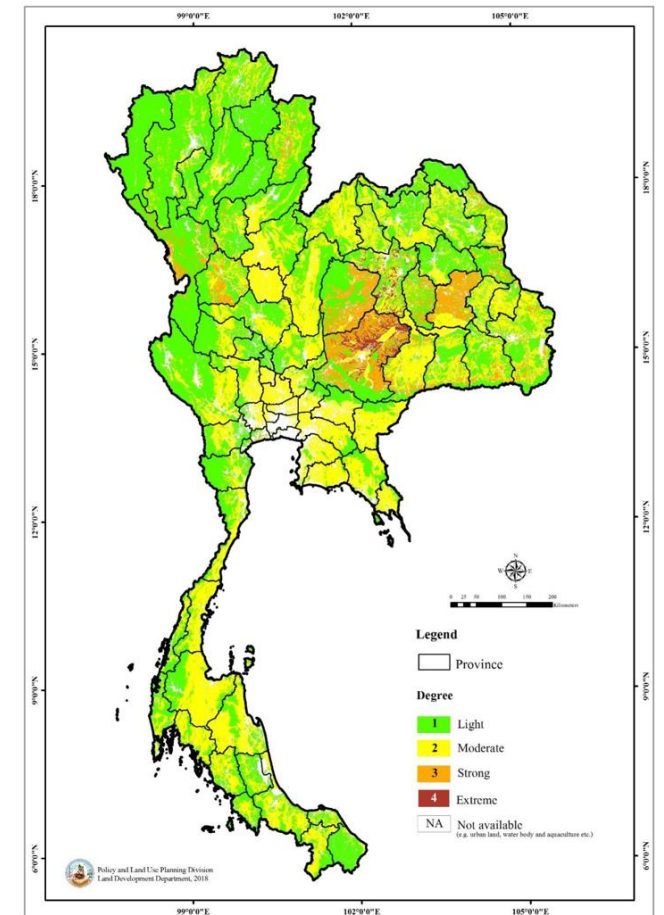 99°0'0"E 102°0'0"E 105°0'0"E
18°0'0"N 18°0'0"N
15°0'0"N 15°0'0"N
12°0'0"N 12°0'0"N
9°0'0"N 9°0'0"N
6°0'0"N 6°0'0"N
N
W E
S
0 25 50 100 150 200
Kilometers
Legend
Province
Degree
1 Light
2 Moderate
3 Strong
4 Extreme
NA Not available
(e.g. urban land, water body and aquaculture etc.)
Policy and Land Use Planning Division
Land Development Department, 2018
99°0'0"E 102°0'0"E 105°0'0"E